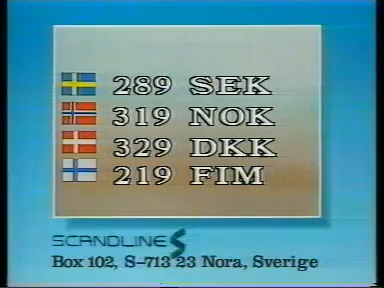 289 SEK
319 NOK
329 DKK
219 FIM
SCANDLINES
Box 102, S-713 23 Nora, Sverige